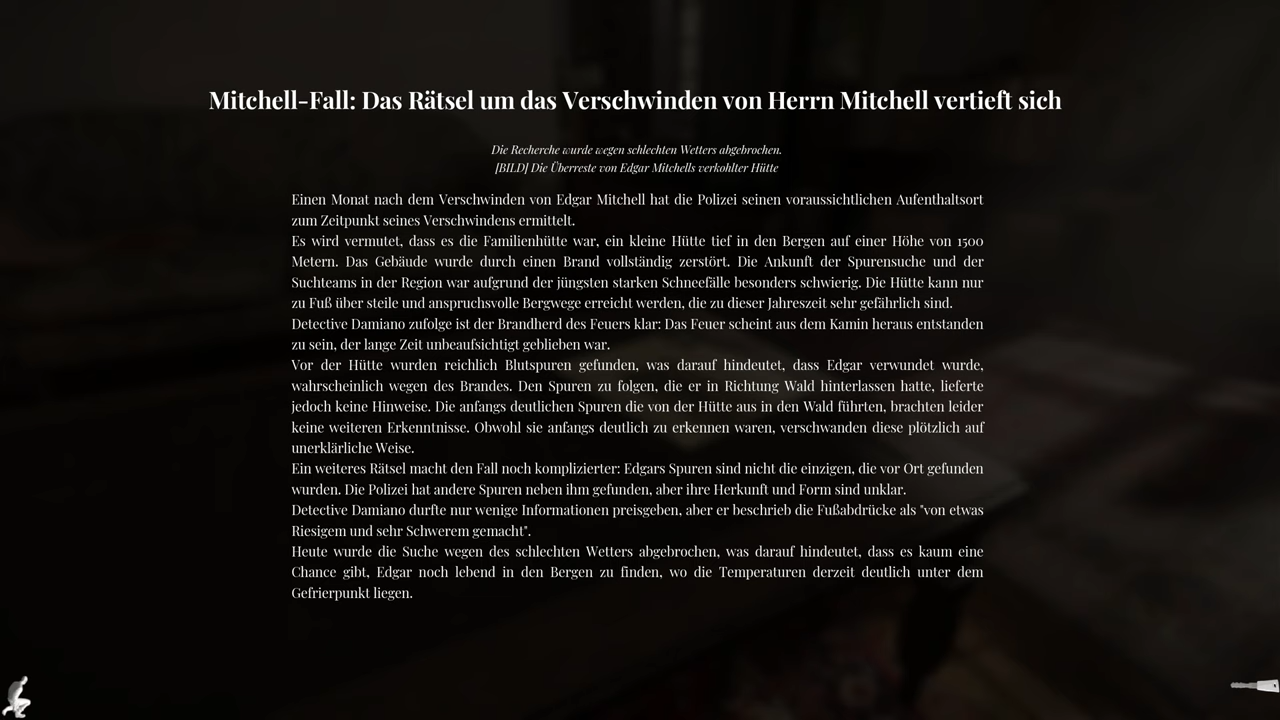 Mitchell-Fall: Das Rätsel um das Verschwinden von Herrn Mitchell vertieft sich
Die Recherche wurde wegen schlechten Wetters abgebrochen.
[BILD] Die Überreste von Edgar Mitchells verkohlter Hütte
Einen Monat nach dem Verschwinden von Edgar Mitchell hat die Polizei seinen voraussichtlichen Aufenthaltsort
zum Zeitpunkt seines Verschwindens ermittelt.
Es wird vermutet, dass es die Familienhütte war, ein kleine Hütte tief in den Bergen auf einer Höhe von 1500
Metern. Das Gebäude wurde durch einen Brand vollständig zerstört. Die Ankunft der Spurensuche und der
Suchteams in der Region war aufgrund der jüngsten starken Schneefälle besonders schwierig. Die Hütte kann nur
zu Fuß über steile und anspruchsvolle Bergwege erreicht werden, die zu dieser Jahreszeit sehr gefährlich sind.
Detective Damiano zufolge ist der Brandherd des Feuers klar: Das Feuer scheint aus dem Kamin heraus entstanden
zu sein, der lange Zeit unbeaufsichtigt geblieben war.
Vor der Hütte wurden reichlich Blutspuren gefunden, was darauf hindeutet, dass Edgar verwundet wurde,
wahrscheinlich wegen des Brandes. Den Spuren zu folgen, die er in Richtung Wald hinterlassen hatte, lieferte
jedoch keine Hinweise. Die anfangs deutlichen Spuren die von der Hütte aus in den Wald führten, brachten leider
keine weiteren Erkenntnisse. Obwohl sie anfangs deutlich zu erkennen waren, verschwanden diese plötzlich auf
unerklärliche Weise.
Ein weiteres Rätsel macht den Fall noch komplizierter: Edgars Spuren sind nicht die einzigen, die vor Ort gefunden
wurden. Die Polizei hat andere Spuren neben ihm gefunden, aber ihre Herkunft und Form sind unklar.
Detective Damiano durfte nur wenige Informationen preisgeben, aber er beschrieb die Fußabdrücke als "von etwas
Riesigem und sehr Schwerem gemacht".
Heute wurde die Suche wegen des schlechten Wetters abgebrochen, was darauf hindeutet, dass es kaum eine
Chance gibt, Edgar noch lebend in den Bergen zu finden, wo die Temperaturen derzeit deutlich unter dem
Gefrierpunkt liegen.